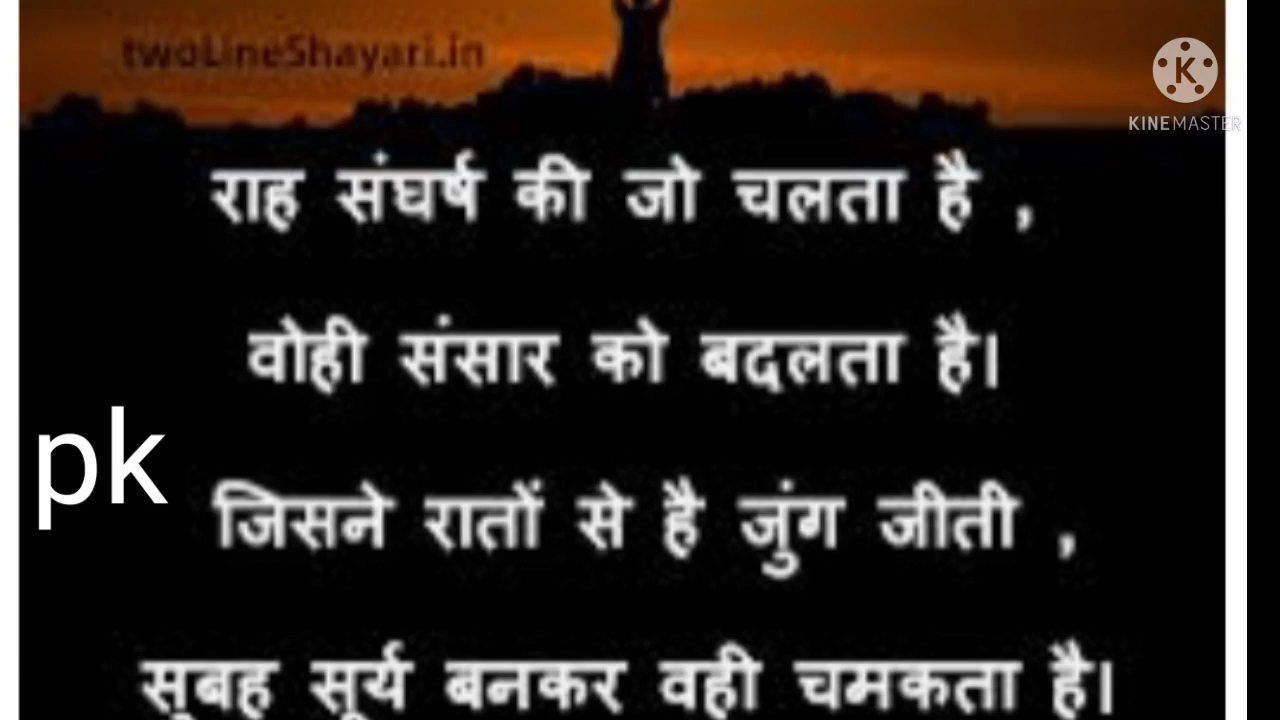 twoLineShayari.in
K
KINEMASTER
राह संघर्ष की जो चलता है ,
वोही संसार को बदलता है।
pk
जिसने रातों से है जुंग जीती ,
सुबह सूर्य बनकर वही चमकता है।